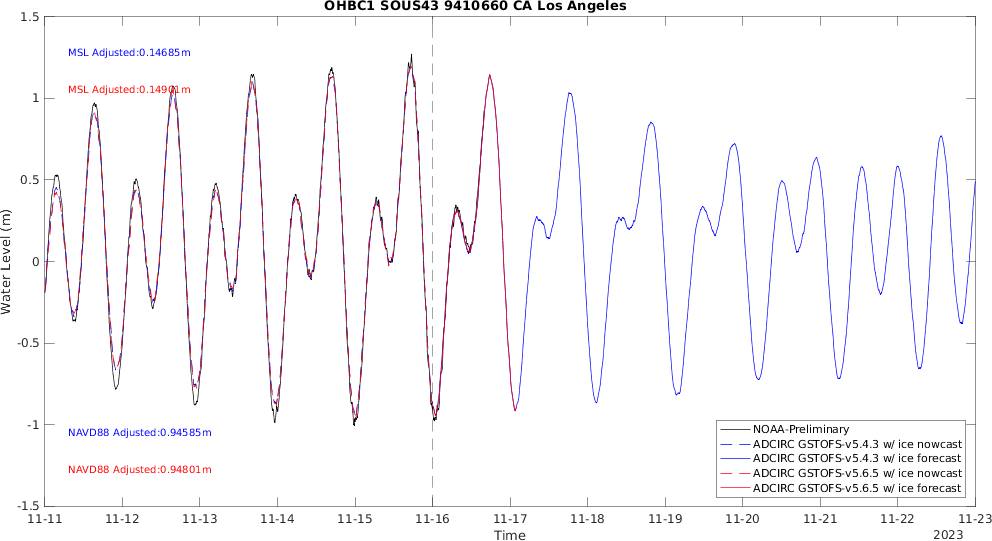 OHBC1 SOUS43 9410660 CA Los Angeles
1.5
1
0.5
0
-0.5
-1
-1.5
Water Level (m)
MSL Adjusted:0.14685m
MSL Adjusted:0.14901m
NAVD88 Adjusted:0.94585m
NAVD88 Adjusted:0.94801m
NOAA-Preliminary
ADCIRC GSTOFS-v5.4.3 w/ ice nowcast
ADCIRC GSTOFS-v5.4.3 w/ ice forecast
ADCIRC GSTOFS-v5.6.5 w/ ice nowcast
ADCIRC GSTOFS-v5.6.5 w/ ice forecast
11-11 11-12 11-13 11-14 11-15 11-16 11-17 11-18 11-19 11-20 11-21 11-22 11-23
Time
2023